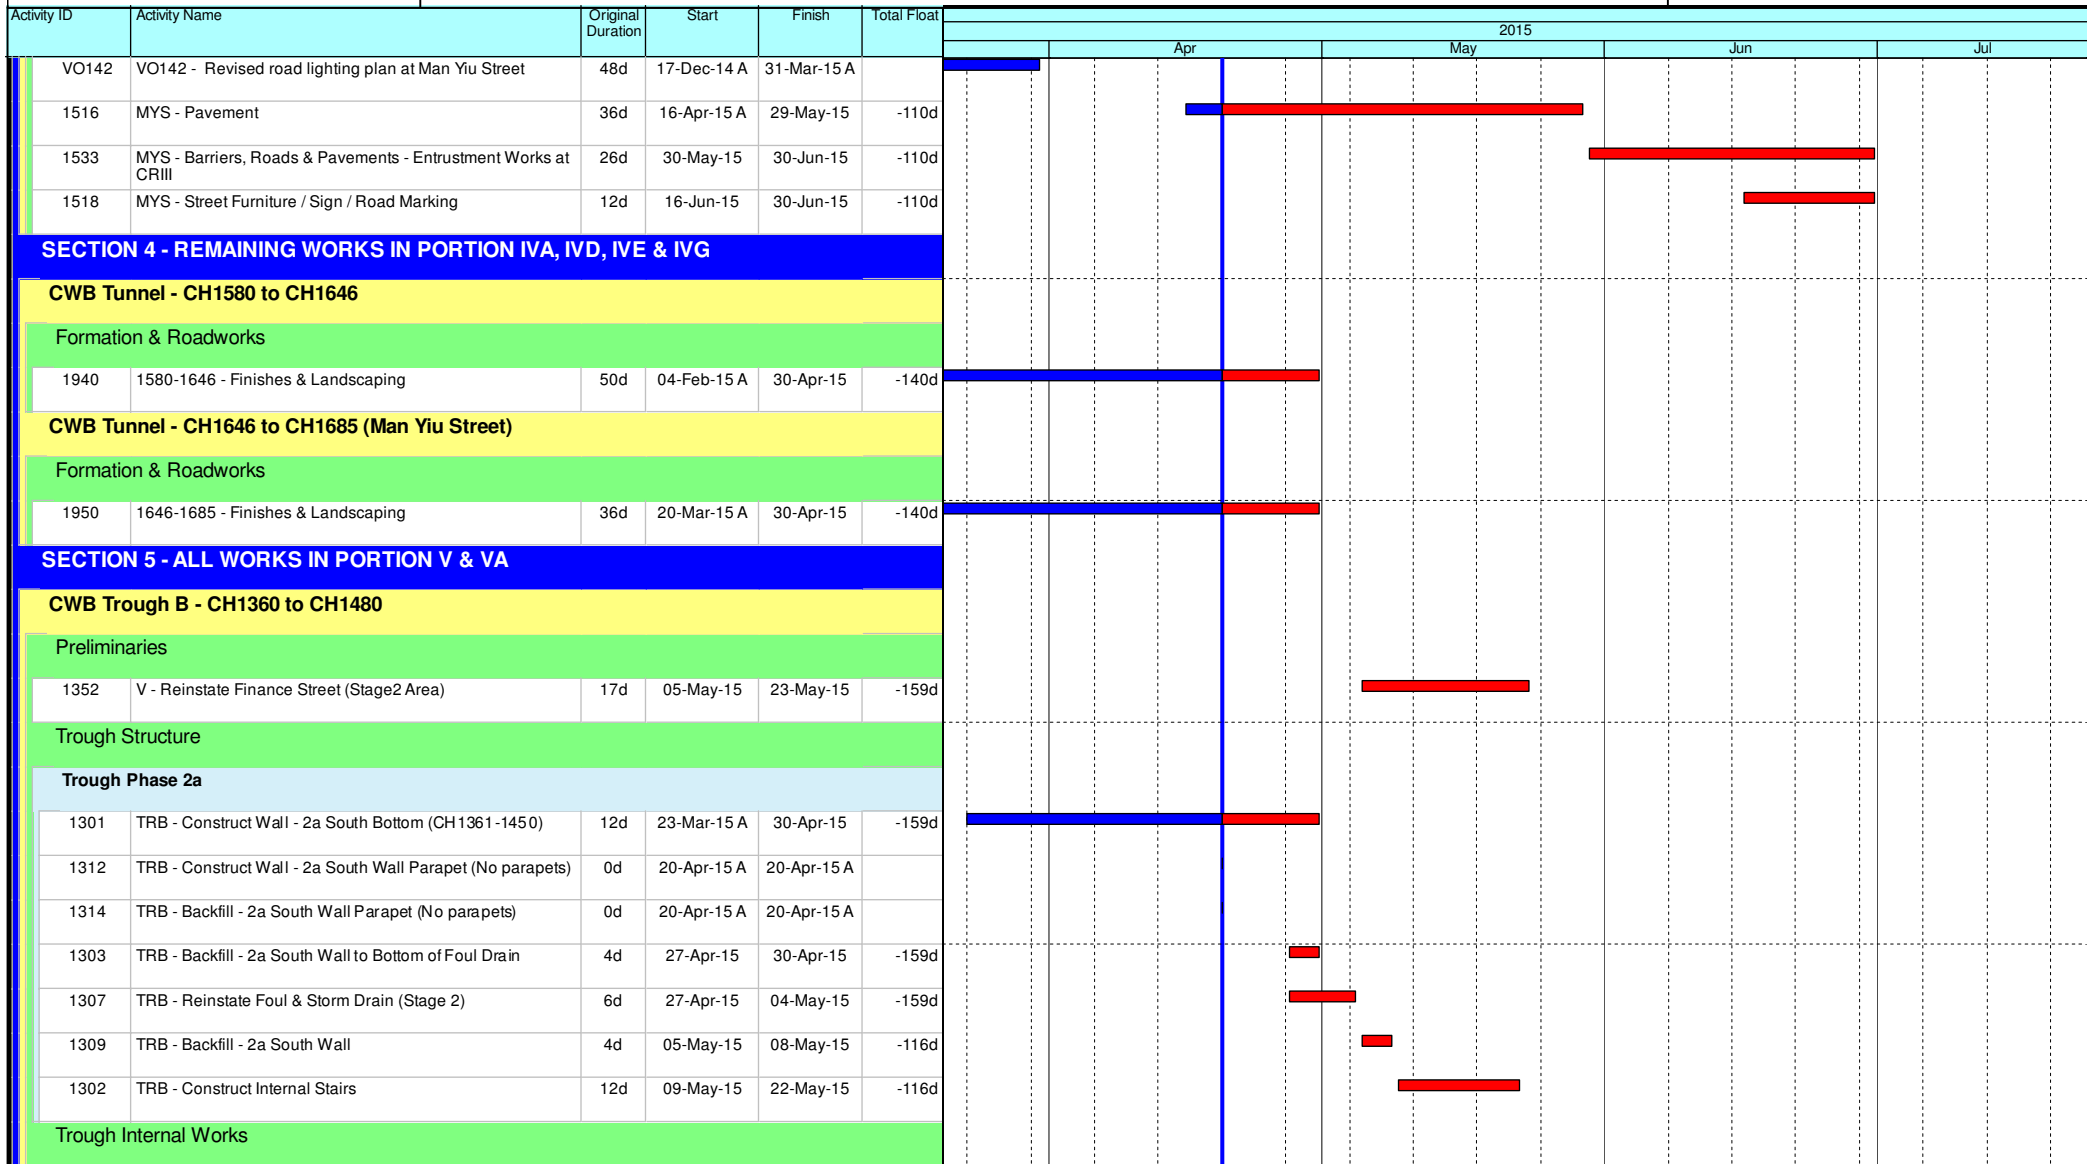 Activity ID Activity Name Original Duration Start Finish Total Float
2015
Apr May Jun Jul
VO142 VO142 - Revised road lighting plan at Man Yiu Street 48d 17-Dec-14 A 31-Mar-15 A
1516 MYS - Pavement 36d 16-Apr-15 A 29-May-15 -110d
1533 MYS - Barriers, Roads & Pavements - Entrustment Works at CRIII 26d 30-May-15 30-Jun-15 -110d
1518 MYS - Street Furniture / Sign / Road Marking 12d 16-Jun-15 30-Jun-15 -110d
SECTION 4 - REMAINING WORKS IN PORTION IVA, IVD, IVE & IVG
CWB Tunnel - CH1580 to CH1646
Formation & Roadworks
1940 1580-1646 - Finishes & Landscaping 50d 04-Feb-15 A 30-Apr-15 -140d
CWB Tunnel - CH1646 to CH1685 (Man Yiu Street)
Formation & Roadworks
1950 1646-1685 - Finishes & Landscaping 36d 20-Mar-15 A 30-Apr-15 -140d
SECTION 5 - ALL WORKS IN PORTION V & VA
CWB Trough B - CH1360 to CH1480
Preliminaries
1352 V - Reinstate Finance Street (Stage2 Area) 17d 05-May-15 23-May-15 -159d
Trough Structure
Trough Phase 2a
1301 TRB - Construct Wall - 2a South Bottom (CH1361-1450) 12d 23-Mar-15 A 30-Apr-15 -159d
1312 TRB - Construct Wall - 2a South Wall Parapet (No parapets) 0d 20-Apr-15 A 20-Apr-15 A
1314 TRB - Backfill - 2a South Wall Parapet (No parapets) 0d 20-Apr-15 A 20-Apr-15 A
1303 TRB - Backfill - 2a South Wall to Bottom of Foul Drain 4d 27-Apr-15 30-Apr-15 -159d
1307 TRB - Reinstate Foul & Storm Drain (Stage 2) 6d 27-Apr-15 04-May-15 -159d
1309 TRB - Backfill - 2a South Wall 4d 05-May-15 08-May-15 -116d
1302 TRB - Construct Internal Stairs 12d 09-May-15 22-May-15 -116d
Trough Internal Works